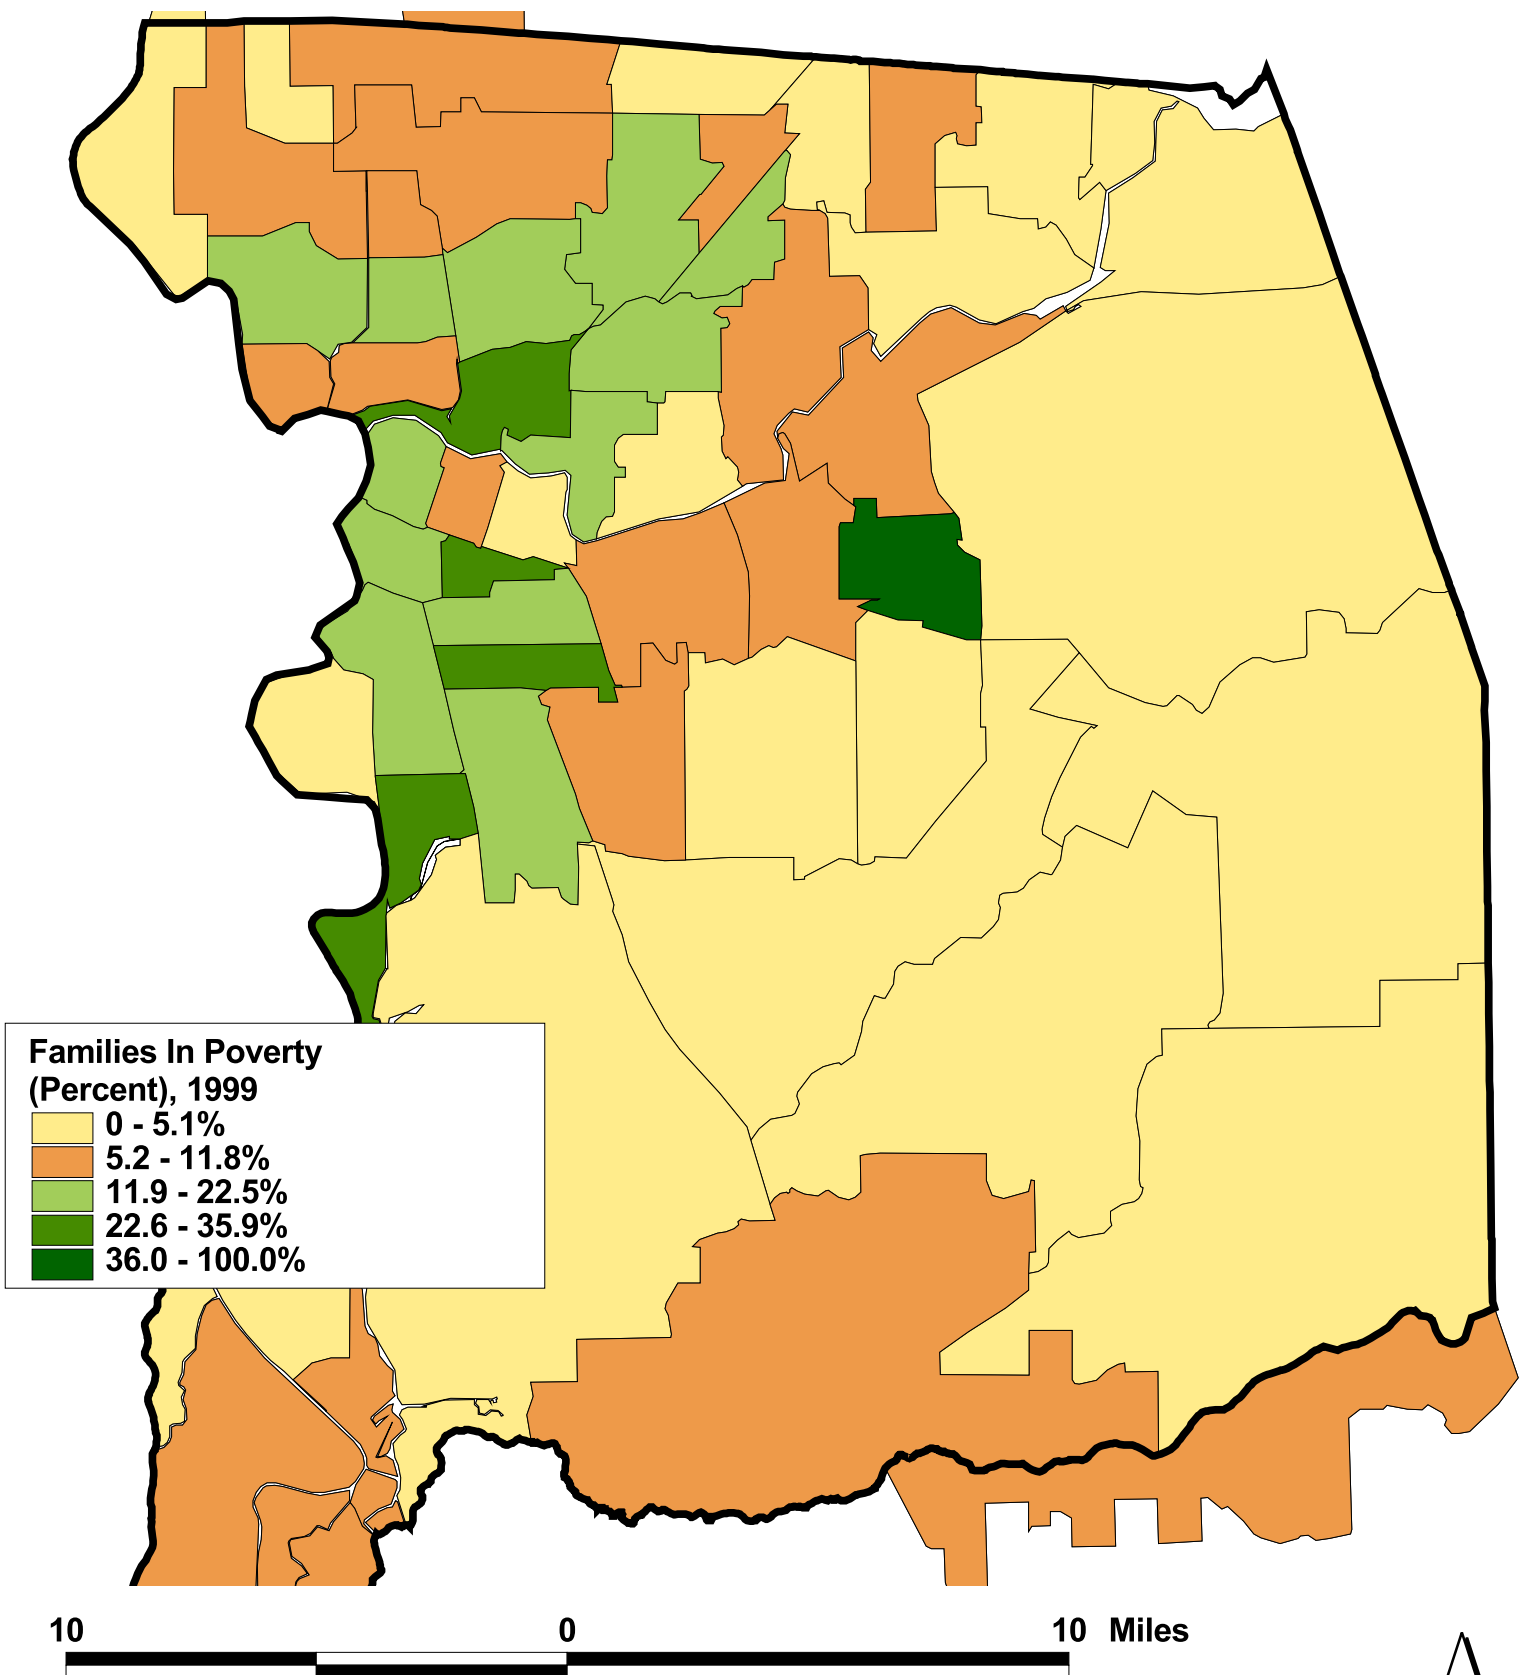 Families In Poverty
(Percent), 1999
0 - 5.1%
5.2 - 11.8%
11.9 - 22.5%
22.6 - 35.9%
36.0 - 100.0%
10 0 10 Miles